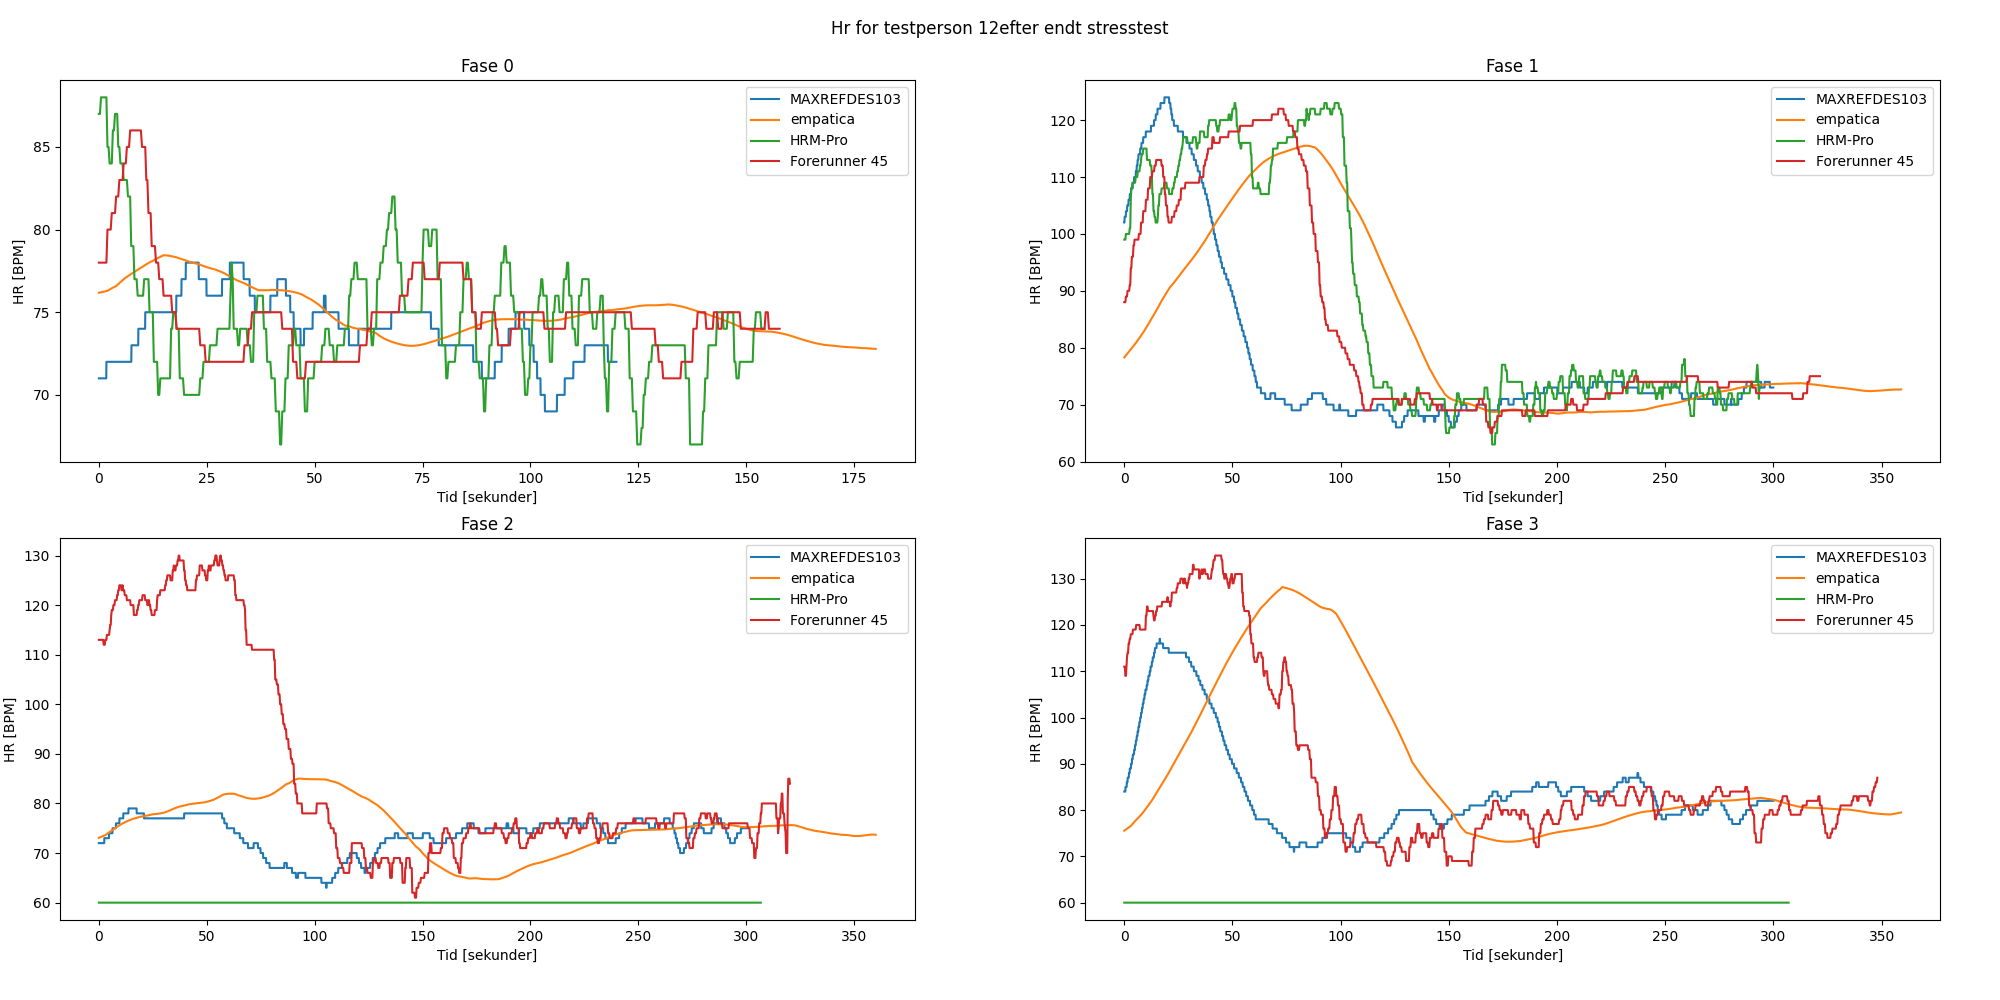 Hr for testperson 12efter endt stresstest
Fase 0
HR [BPM]
85
80
75
70
MAXREFDES103
empatica
HRM-Pro
Forerunner 45
0 25 50 75 100 125 150 175
Tid [sekunder]
Fase 1
HR [BPM]
120
110
100
90
80
70
60
MAXREFDES103
empatica
HRM-Pro
Forerunner 45
0 50 100 150 200 250 300 350
Tid [sekunder]
Fase 2
HR [BPM]
130
120
110
100
90
80
70
60
MAXREFDES103
empatica
HRM-Pro
Forerunner 45
0 50 100 150 200 250 300 350
Tid [sekunder]
Fase 3
HR [BPM]
130
120
110
100
90
80
70
60
MAXREFDES103
empatica
HRM-Pro
Forerunner 45
0 50 100 150 200 250 300 350
Tid [sekunder]